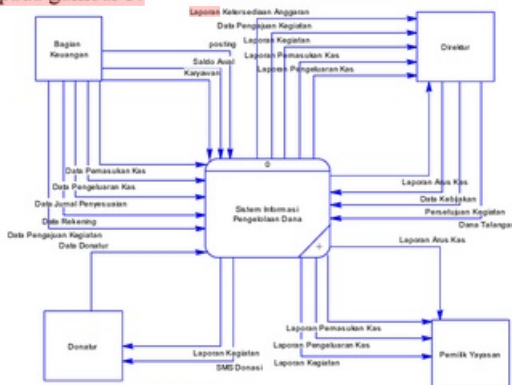 Laporan Ketersediaan Anggaran
Data Pengajuan Kegiatan
Laporan Kegiatan
Laporan Pemasukan Kas
Laporan Pengeluaran Kas
Bagian
Keuangan
posting
Saldo Awal
Karyawan
Direktur
Data Pemasukan Kas
Data Pengeluaran Kas
Data Jurnal Penyesuaian
Data Rekening
Data Pengajuan Kegiatan
Data Donatur
0
Sistem Informasi
Pengelolaan Dana
+
Laporan Arus Kas
Data Kebijakan
Persetujuan Kegiatan
Dana Talangan
Laporan Arus Kas
Donatur
Laporan Kegiatan
SMS Donasi
Laporan Pemasukan Kas
Laporan Pengeluaran Kas
Laporan Kegiatan
Pemilik Yayasan